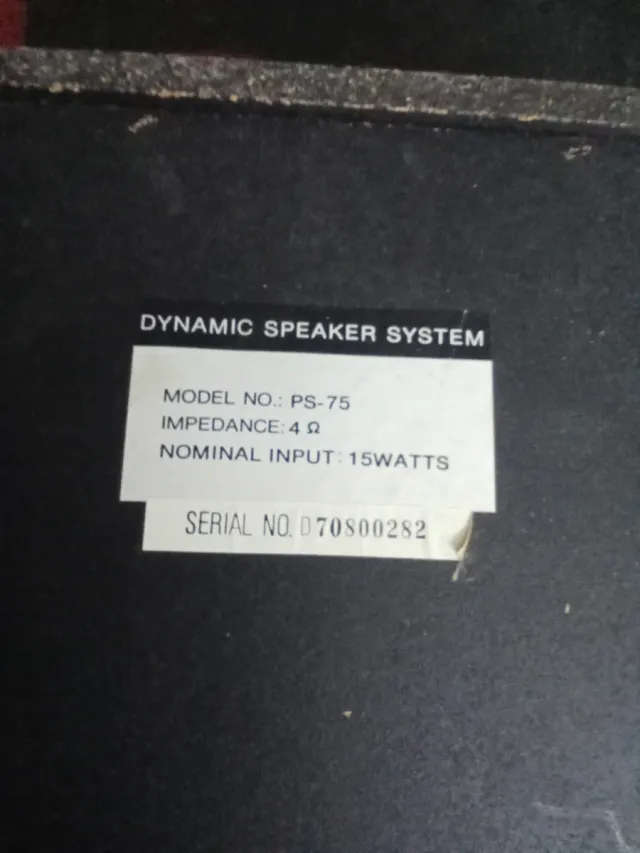 DYNAMIC SPEAKER SYSTEM
MODEL NO.: PS-75
IMPEDANCE: 4 Ω
NOMINAL INPUT: 15WATTS
SERIAL NO. D70800282